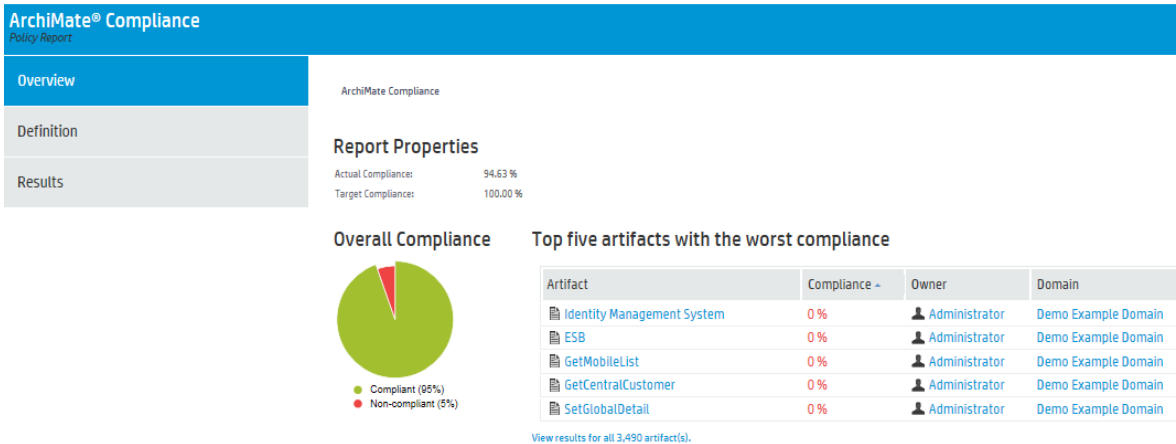 ArchiMate® Compliance
Policy Report
Overview
Definition
Results
ArchiMate Compliance
Report Properties
Actual Compliance: 94.63 %
Target Compliance: 100.00 %
Overall Compliance
Compliant (95%)
Non-compliant (5%)
Top five artifacts with the worst compliance
Artifact Compliance Owner Domain
Identity Management System 0 % Administrator Demo Example Domain
ESB 0 % Administrator Demo Example Domain
GetMobileList 0 % Administrator Demo Example Domain
GetCentralCustomer 0 % Administrator Demo Example Domain
SetGlobalDetail 0 % Administrator Demo Example Domain
View results for all 3,490 artifact(s).